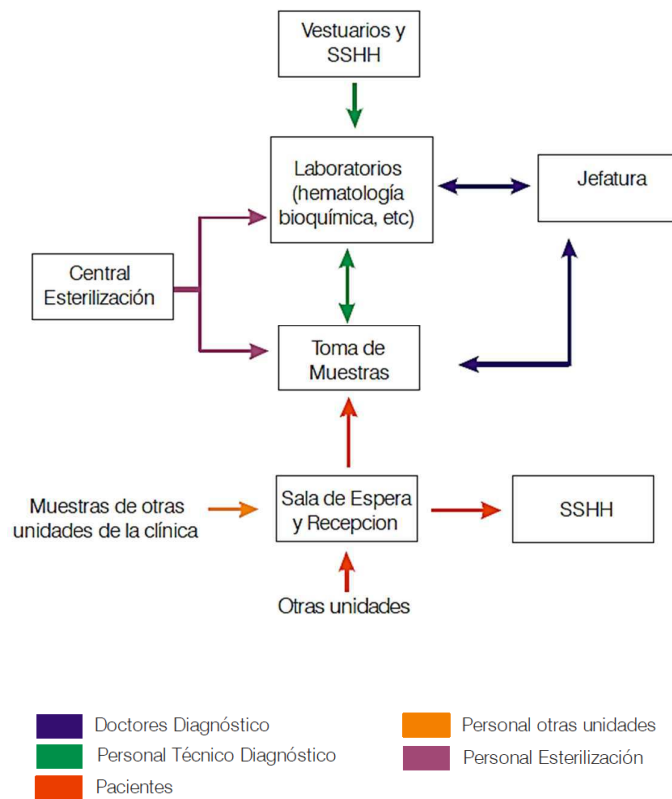 Vestuarios y
SSHH
Laboratorios
(hematología
bioquímica, etc)
Jefatura
Central
Esterilización
Toma de
Muestras
Muestras de otras
unidades de la clínica
Sala de Espera
y Recepcion
SSHH
Otras unidades
Doctores Diagnóstico
Personal Técnico Diagnóstico
Pacientes
Personal otras unidades
Personal Esterilización